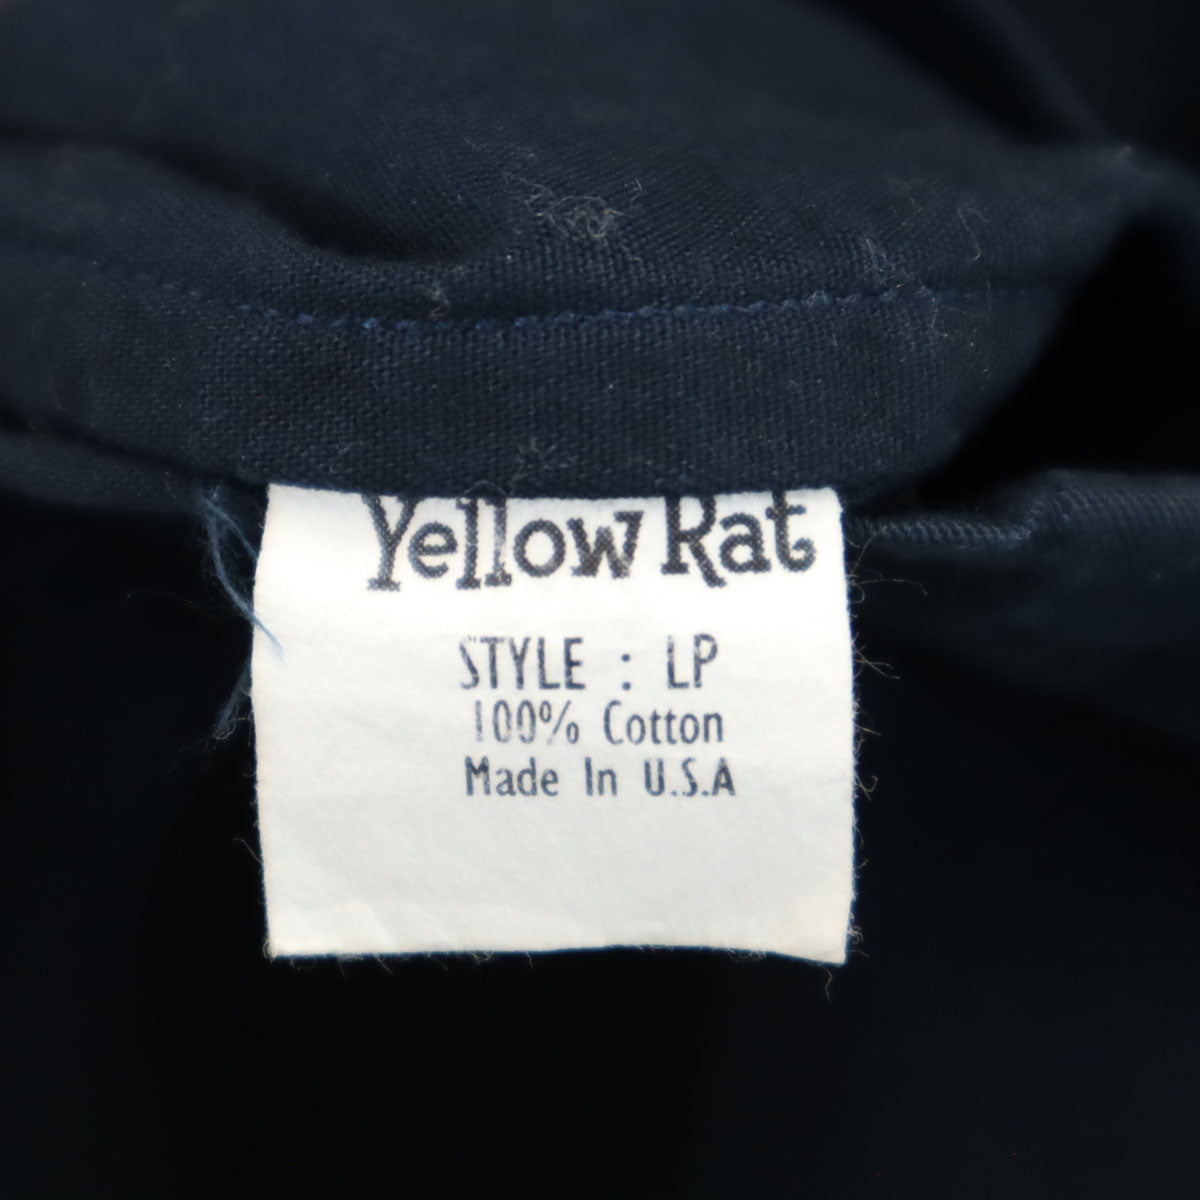 Yellow Rat
STYLE : LP
100% Cotton
Made In U.S.A